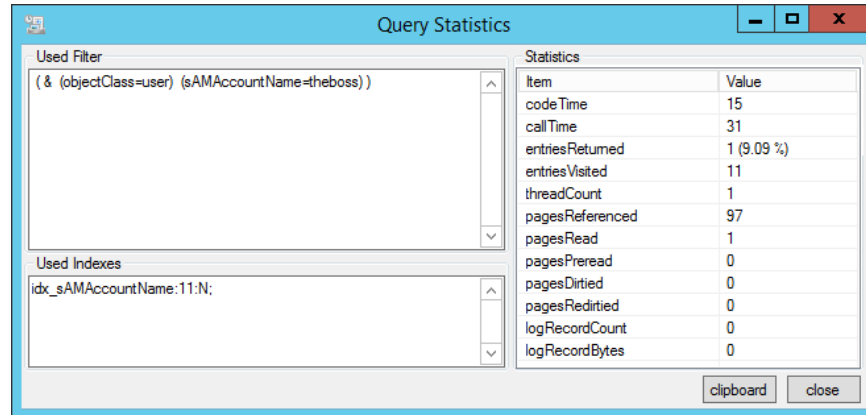 Query Statistics
Used Filter
( & (objectClass=user) (sAMAccountName=theboss) )
Used Indexes
idx_sAMAccountName:11:N;
Statistics
Item Value
codeTime 15
callTime 31
entriesReturned 1 (9.09 %)
entriesVisited 11
threadCount 1
pagesReferenced 97
pagesRead 1
pagesPreread 0
pagesDirtied 0
pagesRedirtied 0
logRecordCount 0
logRecordBytes 0
clipboard close